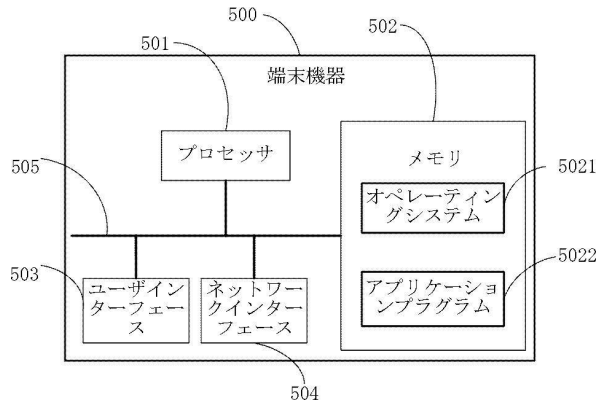 500
501
502
端末機器
プロセッサ
メモリ
505
5021
オペレーティン
グシステム
5022
アプリケーショ
ンプラグラム
503
ユーザイン
ターフェー
ス
ネットワー
クインター
フェース
504